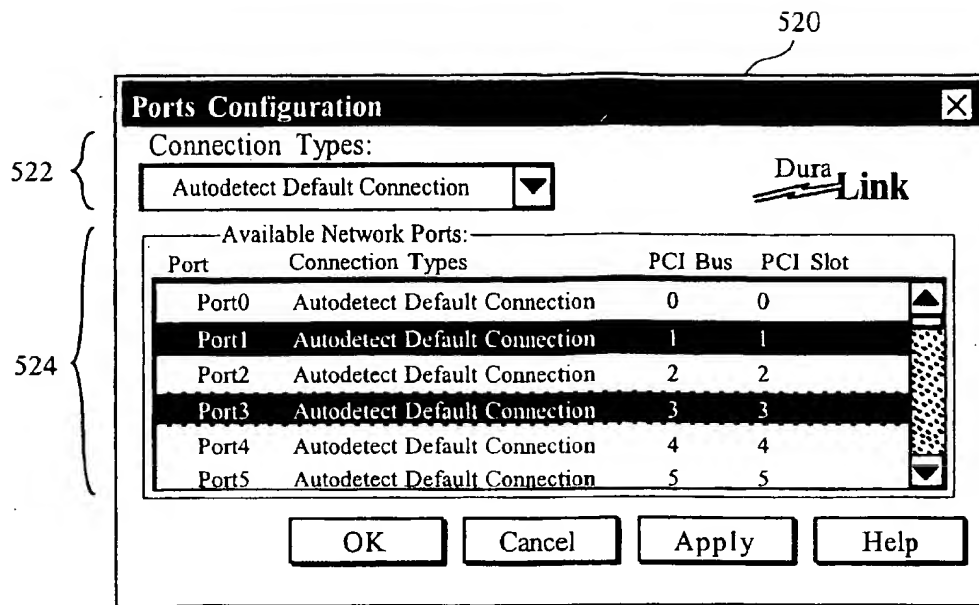 520
Ports Configuration
522
Connection Types:
Autodetect Default Connection
Dura Link
524
Available Network Ports:
Port Connection Types PCI Bus PCI Slot
Port0 Autodetect Default Connection 0 0
Port1 Autodetect Default Connection 1 1
Port2 Autodetect Default Connection 2 2
Port3 Autodetect Default Connection 3 3
Port4 Autodetect Default Connection 4 4
Port5 Autodetect Default Connection 5 5
OK Cancel Apply Help